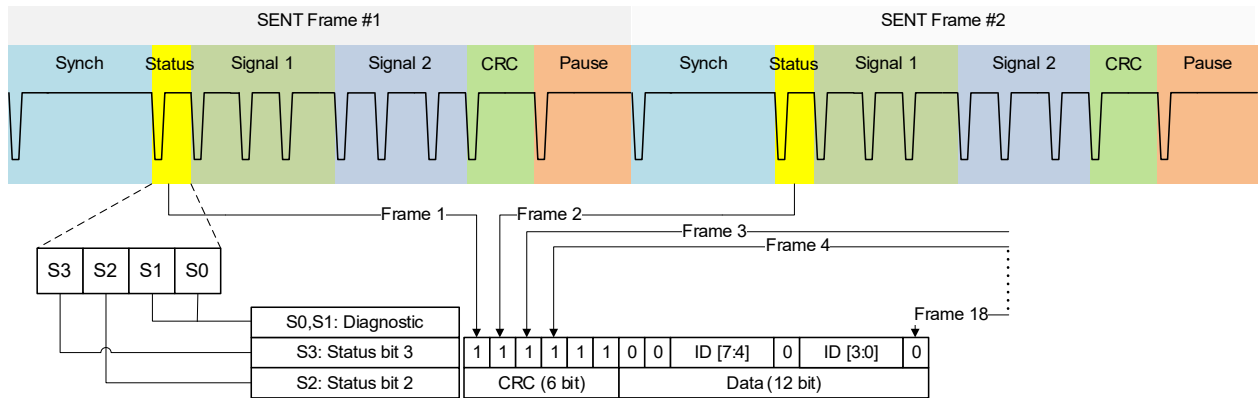 SENT Frame #1 SENT Frame #2
Synch Status Signal 1 Signal 2 CRC Pause Synch Status Signal 1 Signal 2 CRC Pause
Frame 1 Frame 2
Frame 3
Frame 4
S3 S2 S1 S0
Frame 18
S0,S1: Diagnostic
S3: Status bit 3 1 1 1 1 1 1 0 0 ID [7:4] 0 ID [3:0] 0
S2: Status bit 2 CRC (6 bit) Data (12 bit)